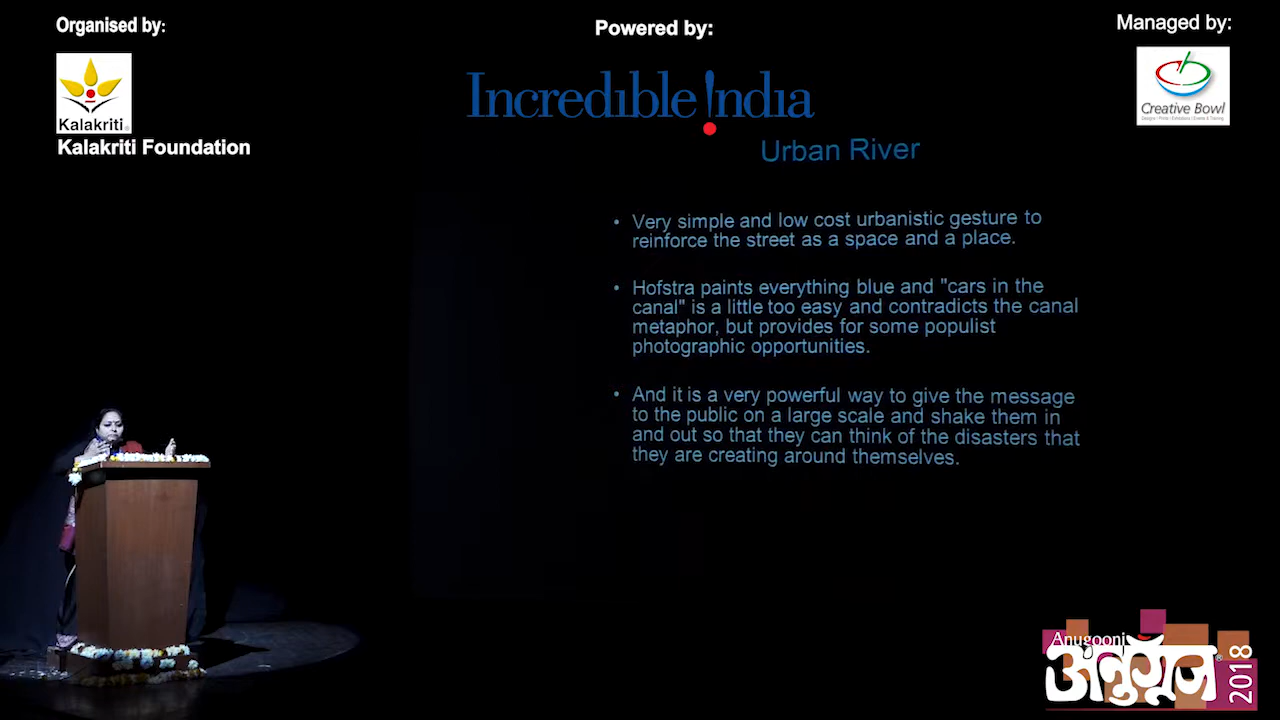 Organised by:
Powered by:
Managed by:
Kalakriti
Kalakriti Foundation
Incredıble !ndıa
Creative Bowl
Urban River
• Very simple and low cost urbanistic gesture to
reinforce the street as a space and a place.
• Hofstra paints everything blue and "cars in the
canal" is a little too easy and contradicts the canal
metaphor, but provides for some populist
photographic opportunities.
• And it is a very powerful way to give the message
to the public on a large scale and shake them in
and out so that they can think of the disasters that
they are creating around themselves.
Anugoonj
अनुगूँज
2018